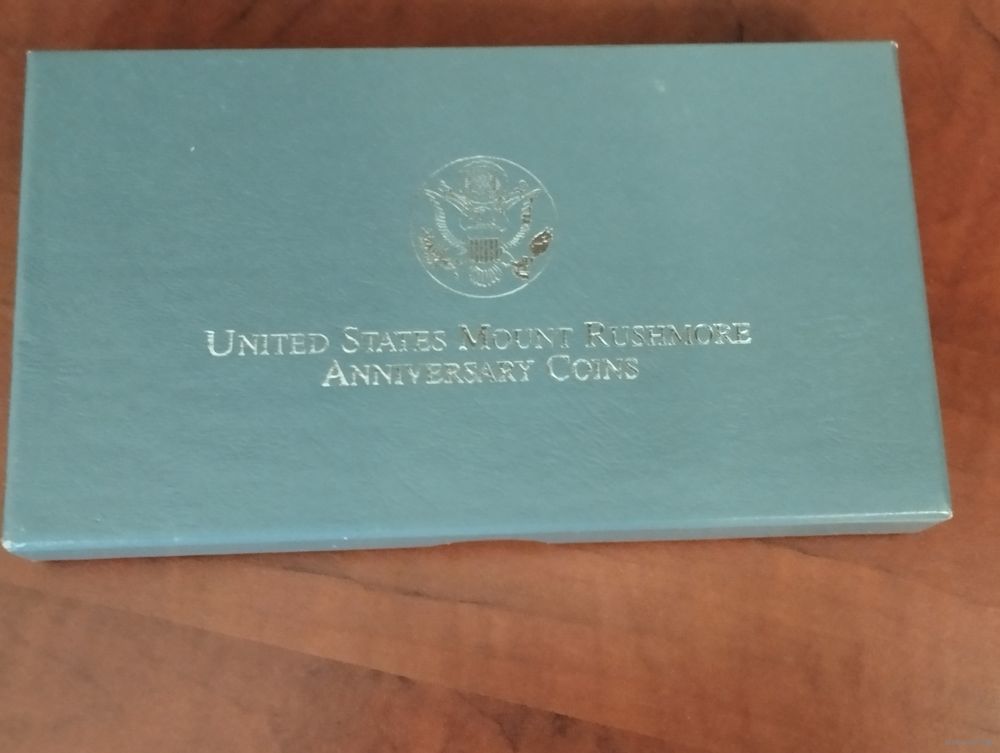 UNITED STATES MOUNT RUSHMORE
ANNIVERSARY COINS